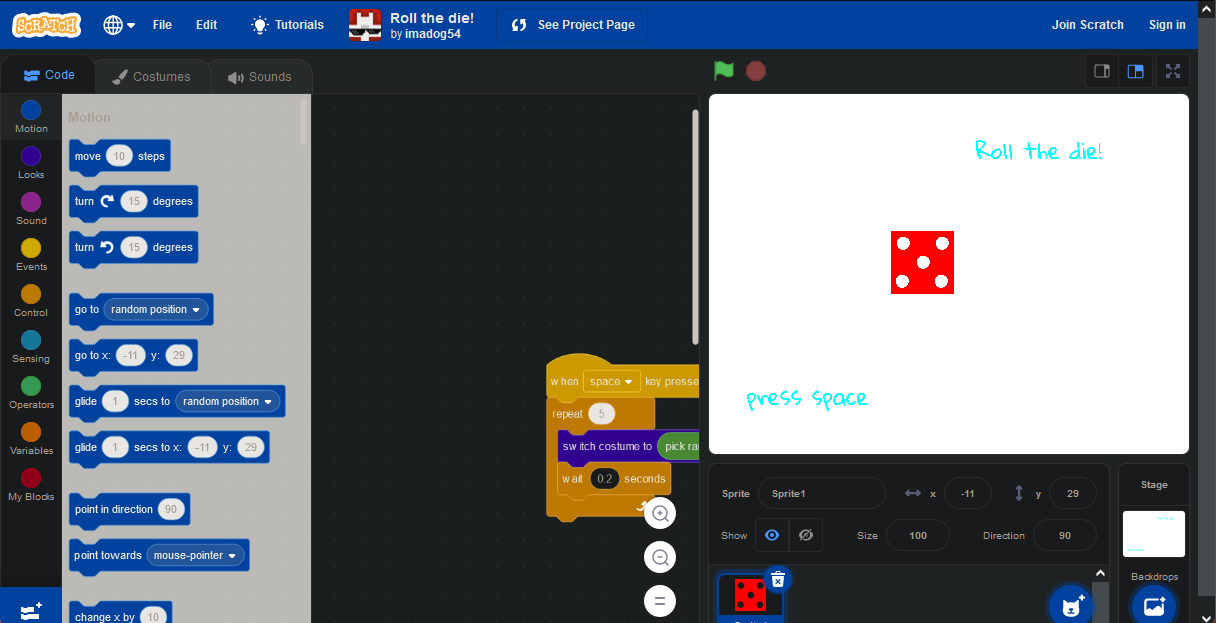 SCRATCH
File
Edit
Tutorials
Roll the die!
by imadog54
See Project Page
Join Scratch
Sign in
Code
Costumes
Sounds
Motion
Looks
Sound
Events
Control
Sensing
Operators
Variables
My Blocks
Motion
move 10 steps
turn 15 degrees
turn 15 degrees
go to random position
go to x: -11 y: 29
glide 1 secs to random position
glide 1 secs to x: -11 y: 29
point in direction 90
point towards mouse-pointer
change x by 10
when space key presse
repeat 5
switch costume to pick ra
wait 0.2 seconds
Roll the die!
press space
Sprite Sprite1 x -11 y 29
Show Size 100 Direction 90
Stage
Backdrops